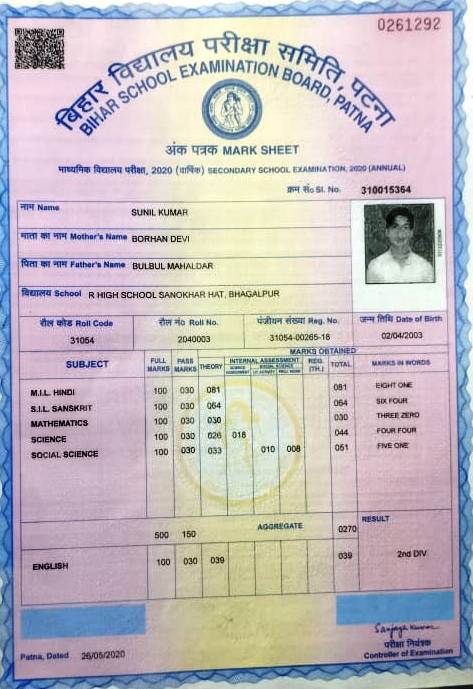 0261292
बिहार विद्यालय परीक्षा समिति, पटना
BIHAR SCHOOL EXAMINATION BOARD, PATNA
अंक पत्रक MARK SHEET
माध्यमिक विद्यालय परीक्षा, 2020 (वार्षिक) SECONDARY SCHOOL EXAMINATION, 2020 (ANNUAL)
क्रम सं० Sl. No. 310015364
नाम Name SUNIL KUMAR
माता का नाम Mother's Name BORHAN DEVI
पिता का नाम Father's Name BULBUL MAHALDAR
विद्यालय School R HIGH SCHOOL SANOKHAR HAT, BHAGALPUR
रौल कोड Roll Code रौल नं० Roll No. पंजीयन संख्या Reg. No. जन्म तिथि Date of Birth
31054 2040003 31054-00265-18 02/04/2003
MARKS OBTAINED
SUBJECT FULL MARKS PASS MARKS THEORY INTERNAL ASSESSMENT REG. (TH.) TOTAL MARKS IN WORDS
M.I.L. HINDI 100 030 081 081 EIGHT ONE
S.I.L. SANSKRIT 100 030 064 064 SIX FOUR
MATHEMATICS 100 030 030 030 THREE ZERO
SCIENCE 100 030 026 018 044 FOUR FOUR
SOCIAL SCIENCE 100 030 033 010 008 051 FIVE ONE
500 150 AGGREGATE 0270 RESULT
ENGLISH 100 030 039 039 2nd DIV.
Sanjay Kumar
परीक्षा नियंत्रक
Patna, Dated 26/05/2020 Controller of Examination